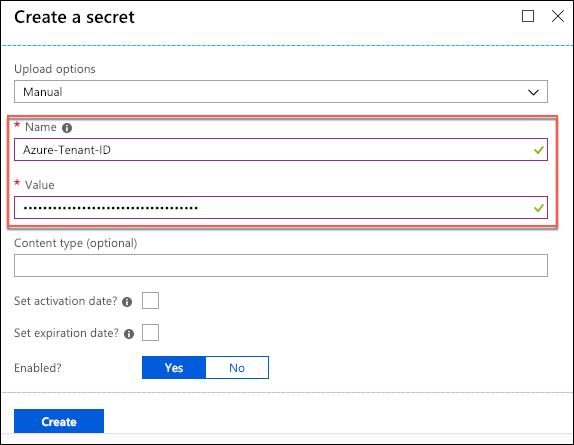 Create a secret
Upload options
Manual
* Name
Azure-Tenant-ID
* Value
••••••••••••••••••••••••••••••••••••
Content type (optional)
Set activation date?
Set expiration date?
Enabled?
Yes No
Create